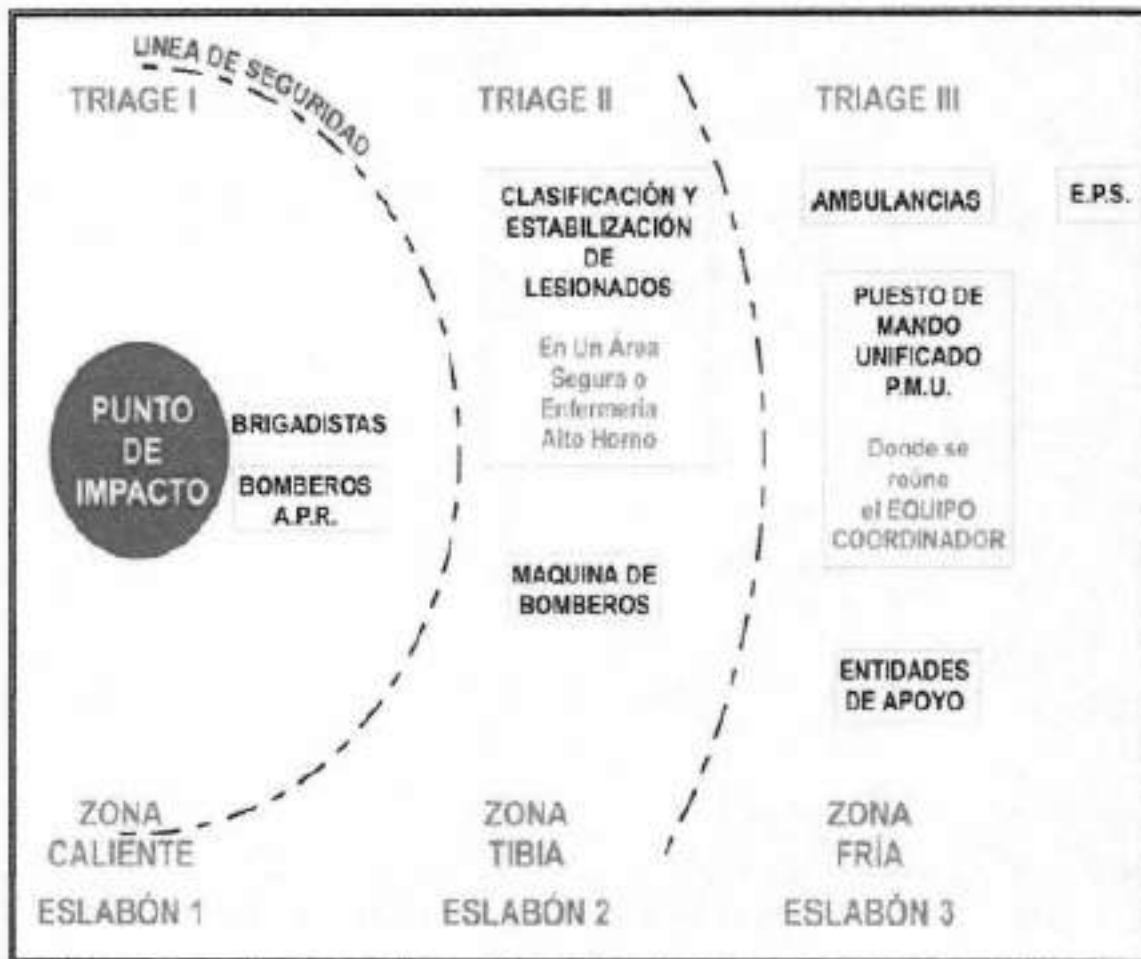 LINEA DE SEGURIDAD
TRIAGE I
TRIAGE II
TRIAGE III
CLASIFICACIÓN Y
ESTABILIZACIÓN
DE
LESIONADOS
En Un Área
Segura o
Enfermería
Alto Horno
AMBULANCIAS
E.P.S.
PUESTO DE
MANDO
UNIFICADO
P.M.U.
Donde se
reúne
el EQUIPO
COORDINADOR
PUNTO
DE
IMPACTO
BRIGADISTAS
BOMBEROS
A.P.R.
MAQUINA DE
BOMBEROS
ENTIDADES
DE APOYO
ZONA
CALIENTE
ZONA
TIBIA
ZONA
FRÍA
ESLABÓN 1
ESLABÓN 2
ESLABÓN 3